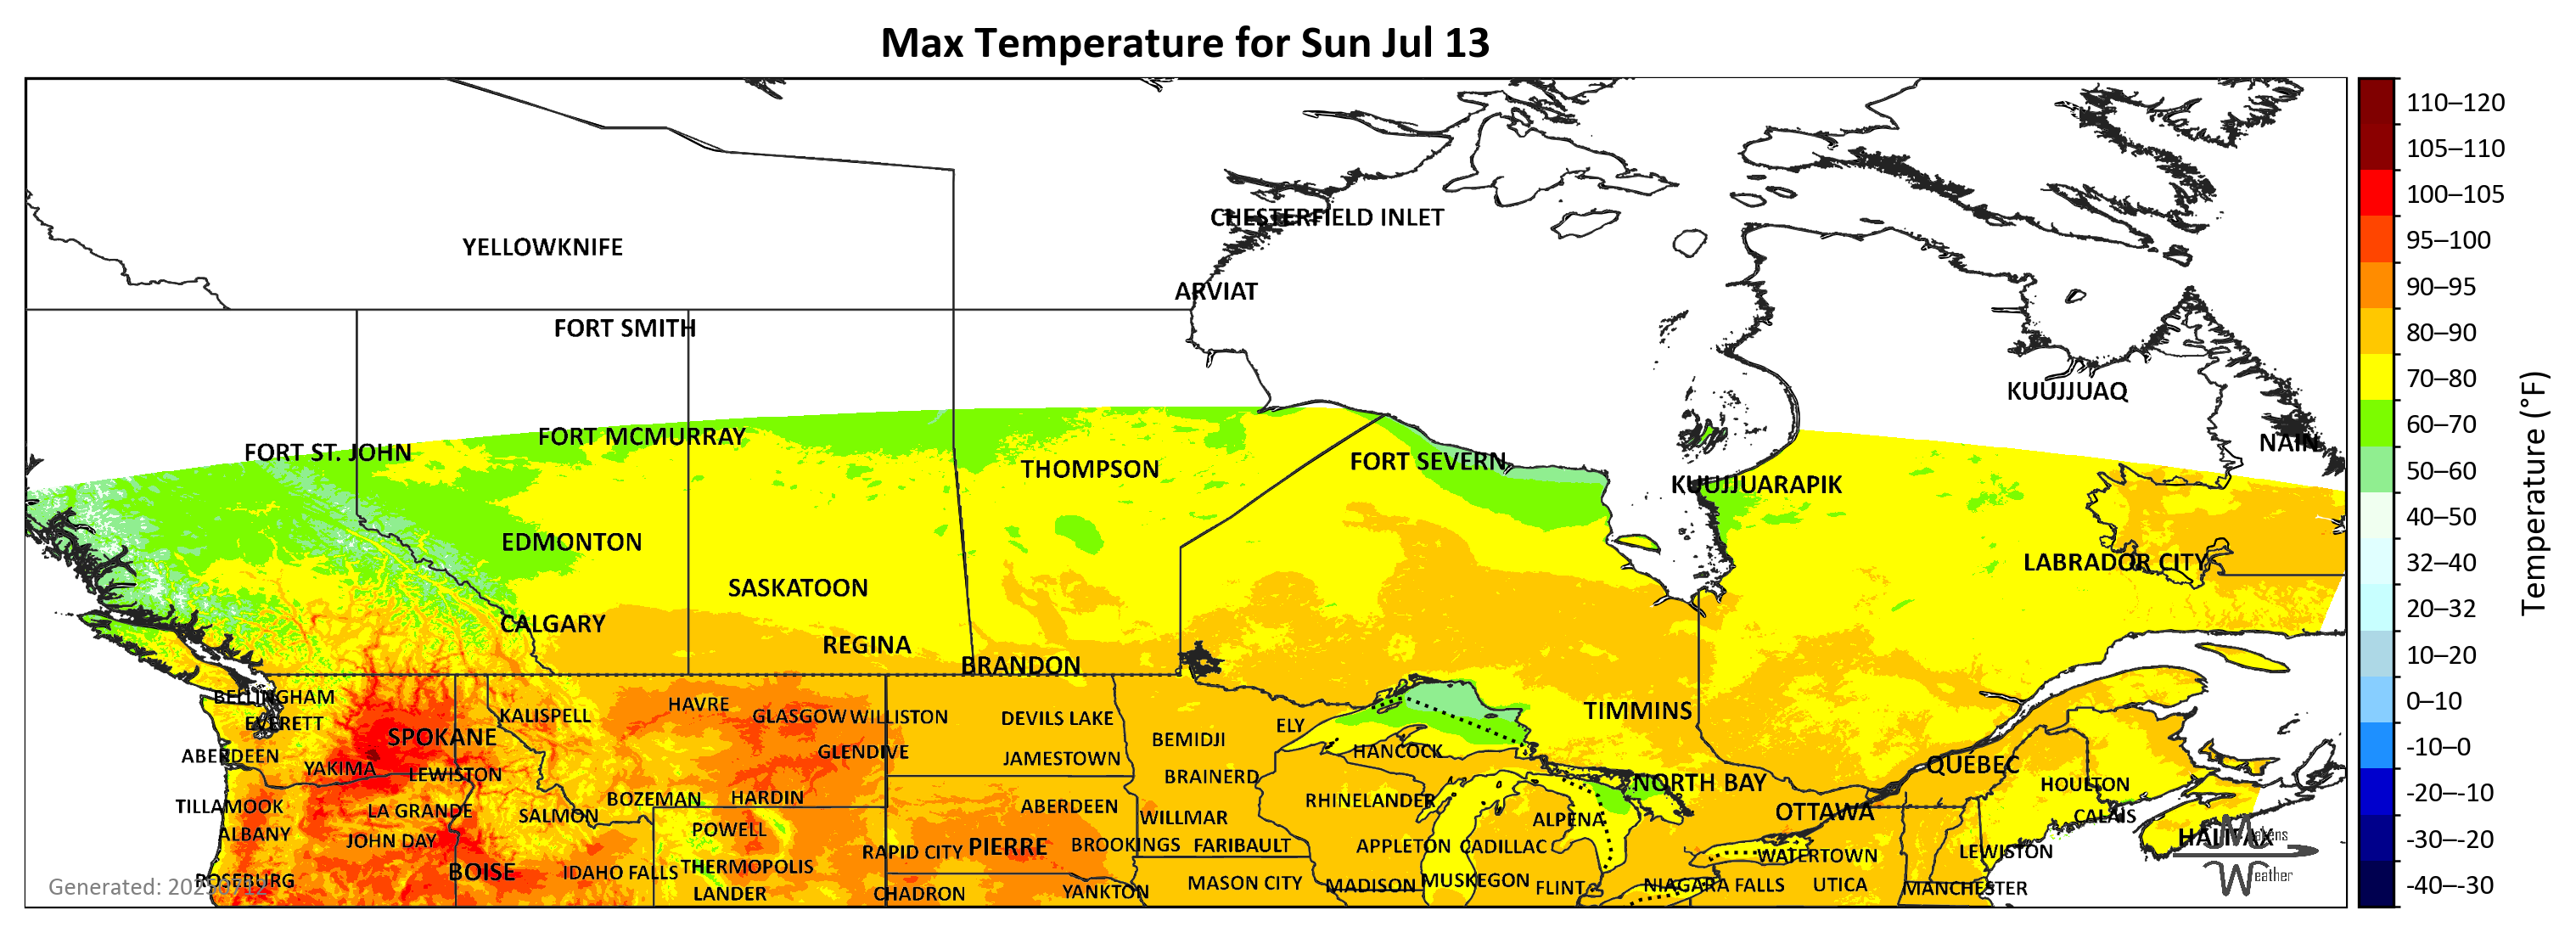 Max Temperature for Sun Jul 13
110–120
105–110
100–105
95–100
90–95
80–90
70–80
60–70
50–60
40–50
32–40
20–32
10–20
0–10
-10–0
-20–-10
-30–-20
-40–-30
Temperature (°F)
CHESTERFIELD INLET
YELLOWKNIFE
ARVIAT
FORT SMITH
KUUJJUAQ
FORT MCMURRAY
NAIN
FORT ST. JOHN
FORT SEVERN
THOMPSON
KUUJJUARAPIK
EDMONTON
LABRADOR CITY
SASKATOON
CALGARY
REGINA
BRANDON
BELLINGHAM
HAVRE
TIMMINS
KALISPELL
GLASGOW
WILLISTON
DEVILS LAKE
EVERETT
ELY
SPOKANE
BEMIDJI
GLENDIVE
HANCOCK
ABERDEEN
JAMESTOWN
QUÉBEC
YAKIMA
LEWISTON
BRAINERD
NORTH BAY
HOULTON
BOZEMAN
HARDIN
RHINELANDER
TILLAMOOK
ABERDEEN
LA GRANDE
OTTAWA
SALMON
CALAIS
WILLMAR
ALPENA
POWELL
ALBANY
HALIFAX
JOHN DAY
PIERRE
BROOKINGS
FARIBAULT
APPLETON
CADILLAC
RAPID CITY
LEWISTON
WATERTOWN
THERMOPOLIS
BOISE
IDAHO FALLS
ROSEBURG
MUSKEGON
MASON CITY
MADISON
NIAGARA FALLS
UTICA
FLINT
MANCHESTER
LANDER
CHADRON
YANKTON
Makens
Weather
Generated: 20250712